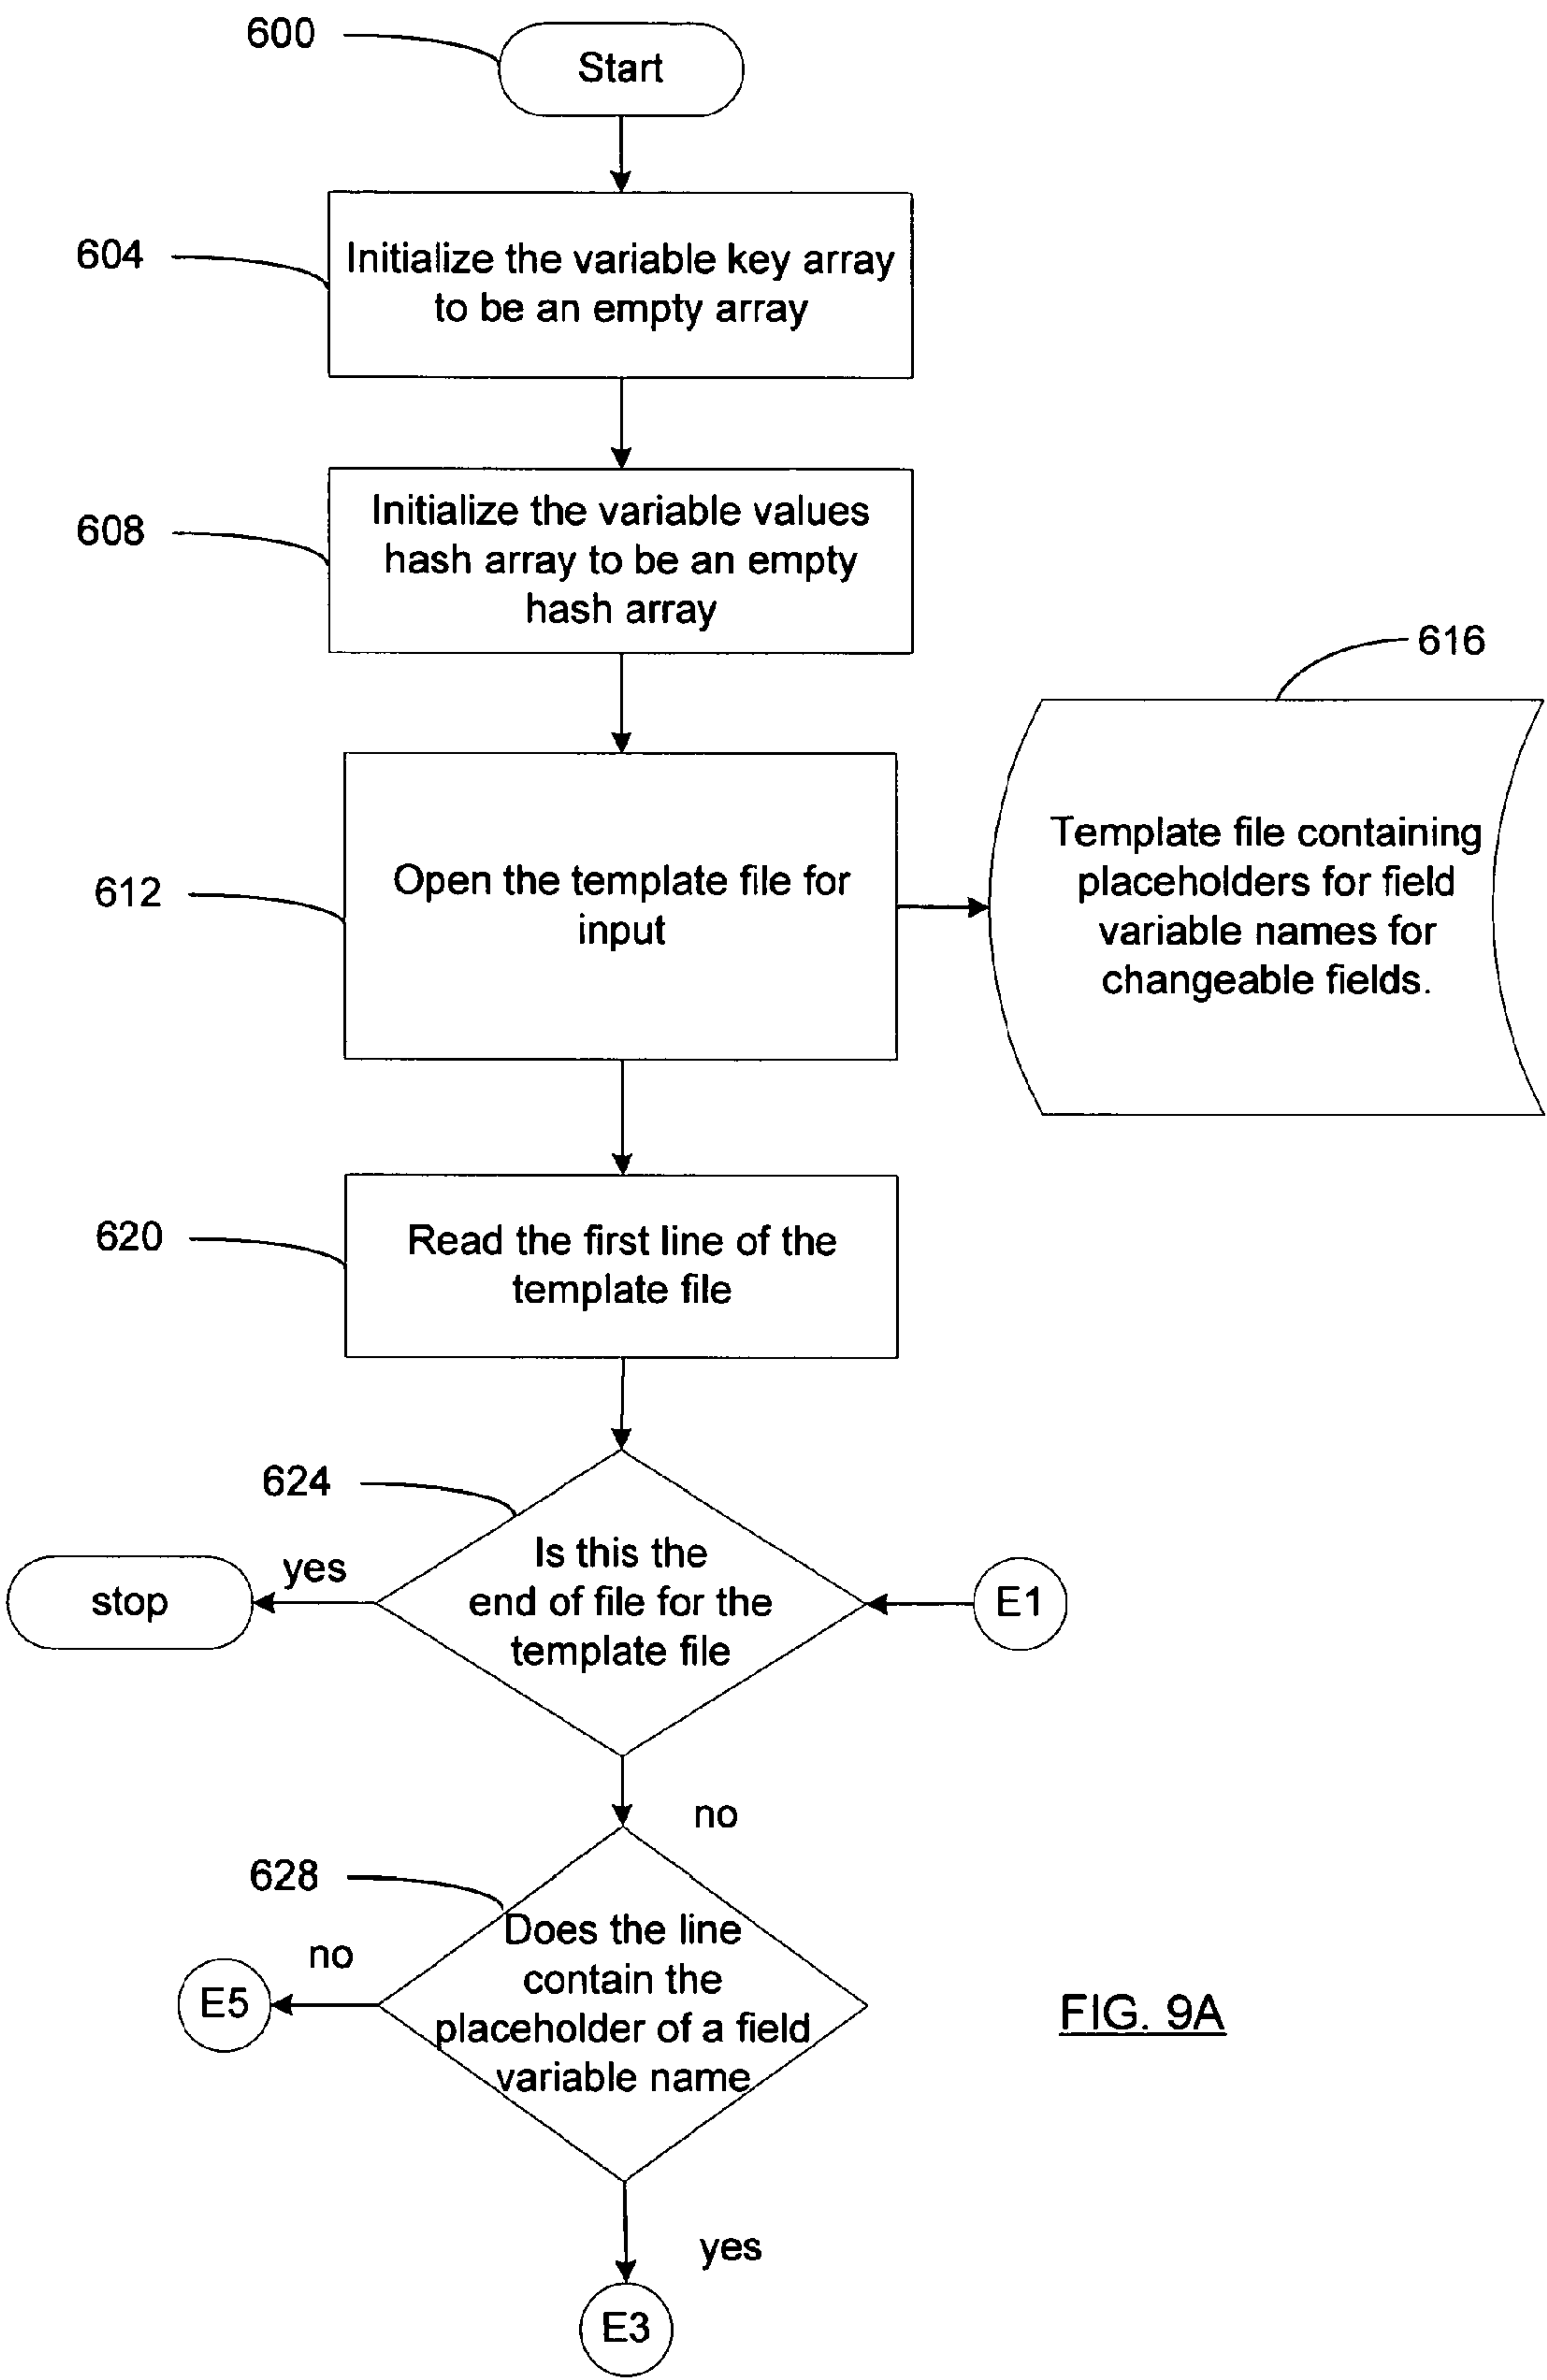 600
Start
604
Initialize the variable key array
to be an empty array
608
Initialize the variable values
hash array to be an empty
hash array
616
612
Open the template file for
input
Template file containing
placeholders for field
variable names for
changeable fields.
620
Read the first line of the
template file
624
Is this the
end of file for the
template file
yes
stop
E1
no
628
Does the line
contain the
placeholder of a field
variable name
no
E5
FIG. 9A
yes
E3